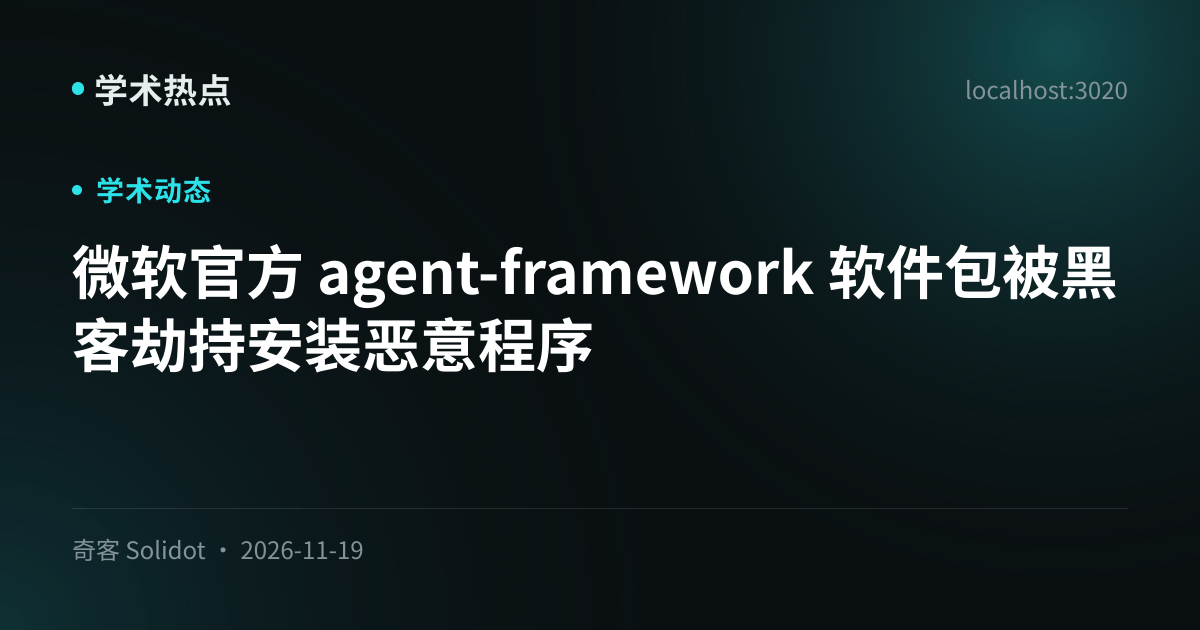 学术热点
localhost:3020
学术动态
微软官方 agent-framework 软件包被黑
客劫持安装恶意程序
奇客 Solidot · 2026-11-19